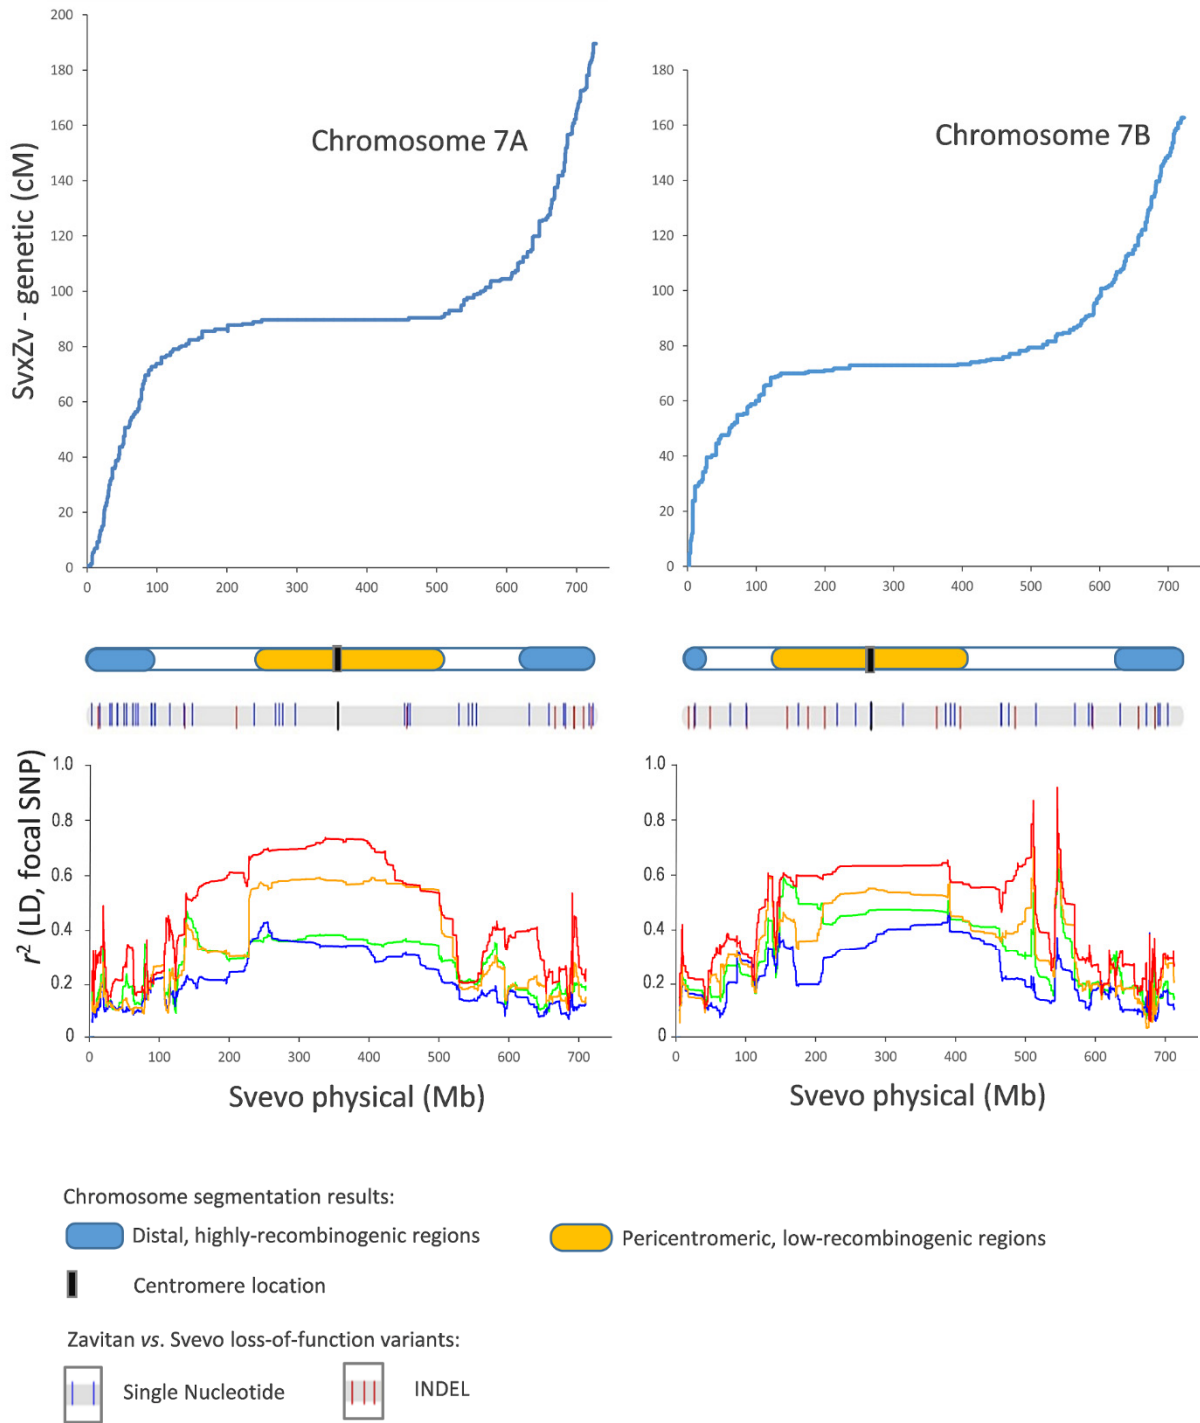 200
180
160
140
120
100
80
60
40
20
0
SvxZv - genetic (cM)
Chromosome 7A
0 100 200 300 400 500 600 700
180
160
140
120
100
80
60
40
20
0
Chromosome 7B
0 100 200 300 400 500 600 700
1.0
0.8
0.6
0.4
0.2
0
r² (LD, focal SNP)
0 100 200 300 400 500 600 700
Svevo physical (Mb)
1.0
0.8
0.6
0.4
0.2
0
0 100 200 300 400 500 600 700
Svevo physical (Mb)
Chromosome segmentation results:
Distal, highly-recombinogenic regions
Pericentromeric, low-recombinogenic regions
Centromere location
Zavitan vs. Svevo loss-of-function variants:
Single Nucleotide
INDEL